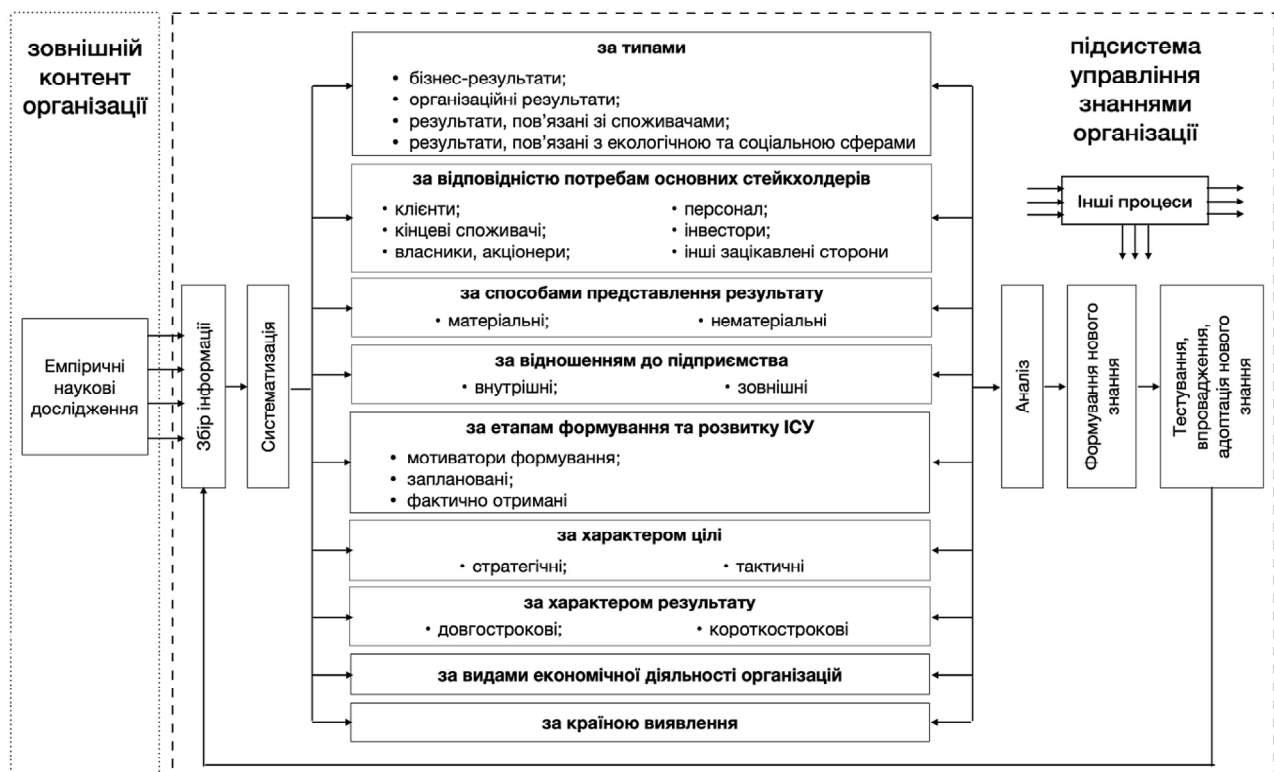 зовнішній
контент
організації
Емпіричні
наукові
дослідження
Збір інформації
Систематизація
за типами
• бізнес-результати;
• організаційні результати;
• результати, пов’язані зі споживачами;
• результати, пов’язані з екологічною та соціальною сферами
за відповідністю потребам основних стейкхолдерів
• клієнти;
• кінцеві споживачі;
• власники, акціонери;
• персонал;
• інвестори;
• інші зацікавлені сторони
за способами представлення результату
• матеріальні;
• нематеріальні
за відношенням до підприємства
• внутрішні;
• зовнішні
за етапам формування та розвитку ІСУ
• мотиватори формування;
• заплановані;
• фактично отримані
за характером цілі
• стратегічні;
• тактичні
за характером результату
• довгострокові;
• короткострокові
за видами економічної діяльності організацій
за країною виявлення
підсистема
управління
знаннями
організації
Інші процеси
Аналіз
Формування нового
знання
Тестування,
впровадження,
адоптація нового
знання